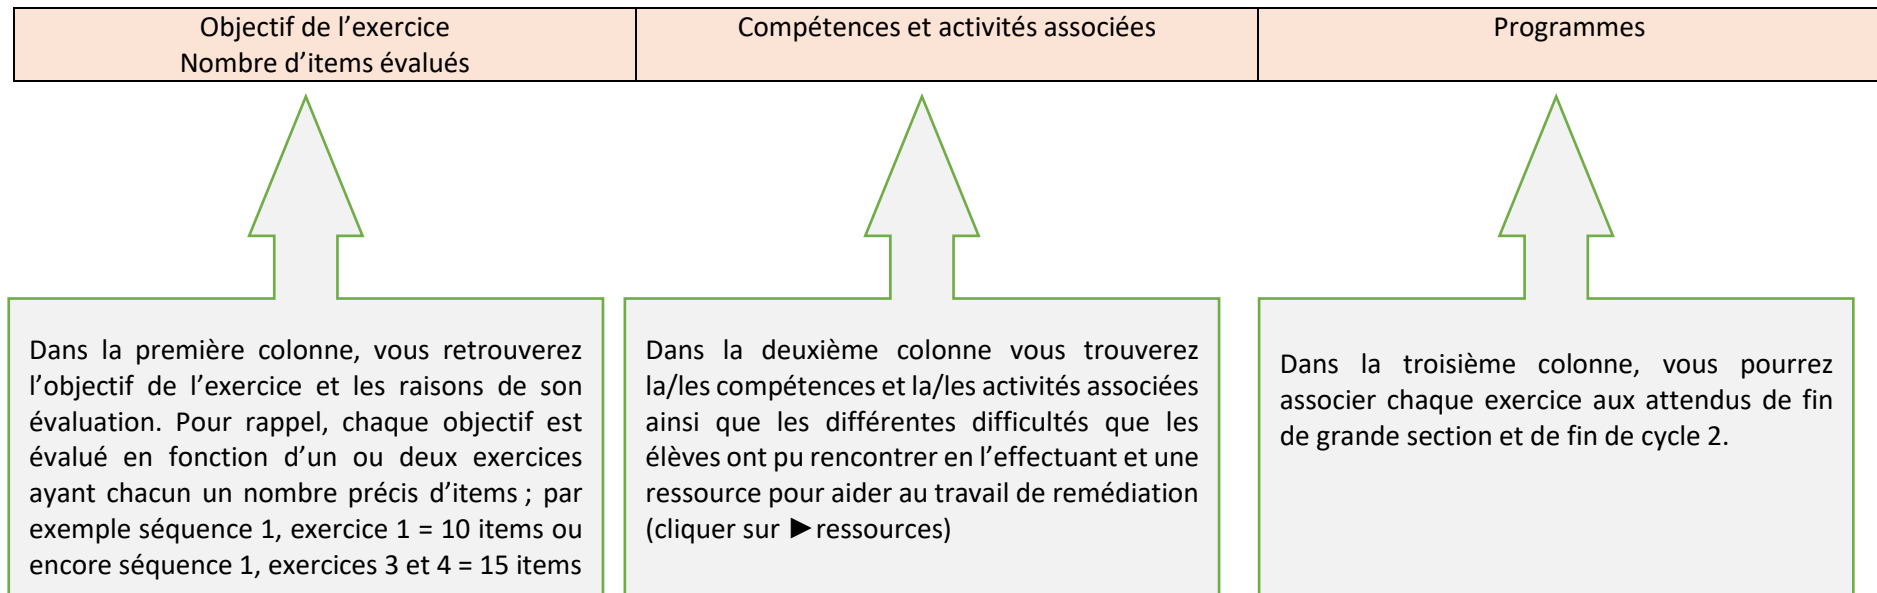 Objectif de l’exercice
Nombre d’items évalués
Compétences et activités associées
Programmes
Dans la première colonne, vous retrouverez
l’objectif de l’exercice et les raisons de son
évaluation. Pour rappel, chaque objectif est
évalué en fonction d’un ou deux exercices
ayant chacun un nombre précis d’items ; par
exemple séquence 1, exercice 1 = 10 items ou
encore séquence 1, exercices 3 et 4 = 15 items
Dans la deuxième colonne vous trouverez
la/les compétences et la/les activités associées
ainsi que les différentes difficultés que les
élèves ont pu rencontrer en l’effectuant et une
ressource pour aider au travail de remédiation
(cliquer sur ►ressources)
Dans la troisième colonne, vous pourrez
associer chaque exercice aux attendus de fin
de grande section et de fin de cycle 2.